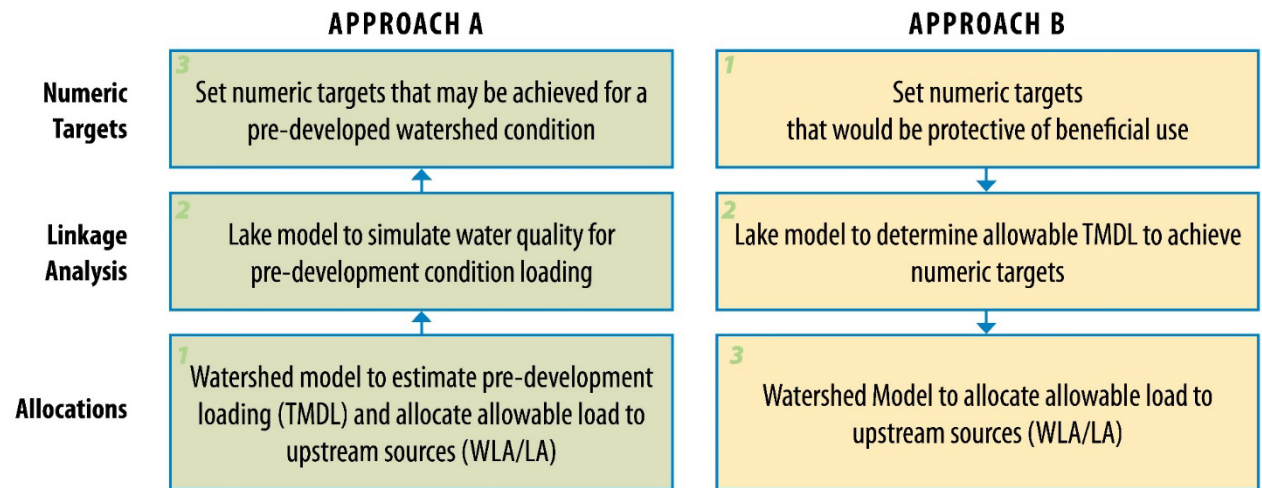 APPROACH A
APPROACH B
Numeric
Targets
3
Set numeric targets that may be achieved for a
pre-developed watershed condition
1
Set numeric targets
that would be protective of beneficial use
Linkage
Analysis
2
Lake model to simulate water quality for
pre-development condition loading
2
Lake model to determine allowable TMDL to achieve
numeric targets
Allocations
1
Watershed model to estimate pre-development
loading (TMDL) and allocate allowable load to
upstream sources (WLA/LA)
3
Watershed Model to allocate allowable load to
upstream sources (WLA/LA)